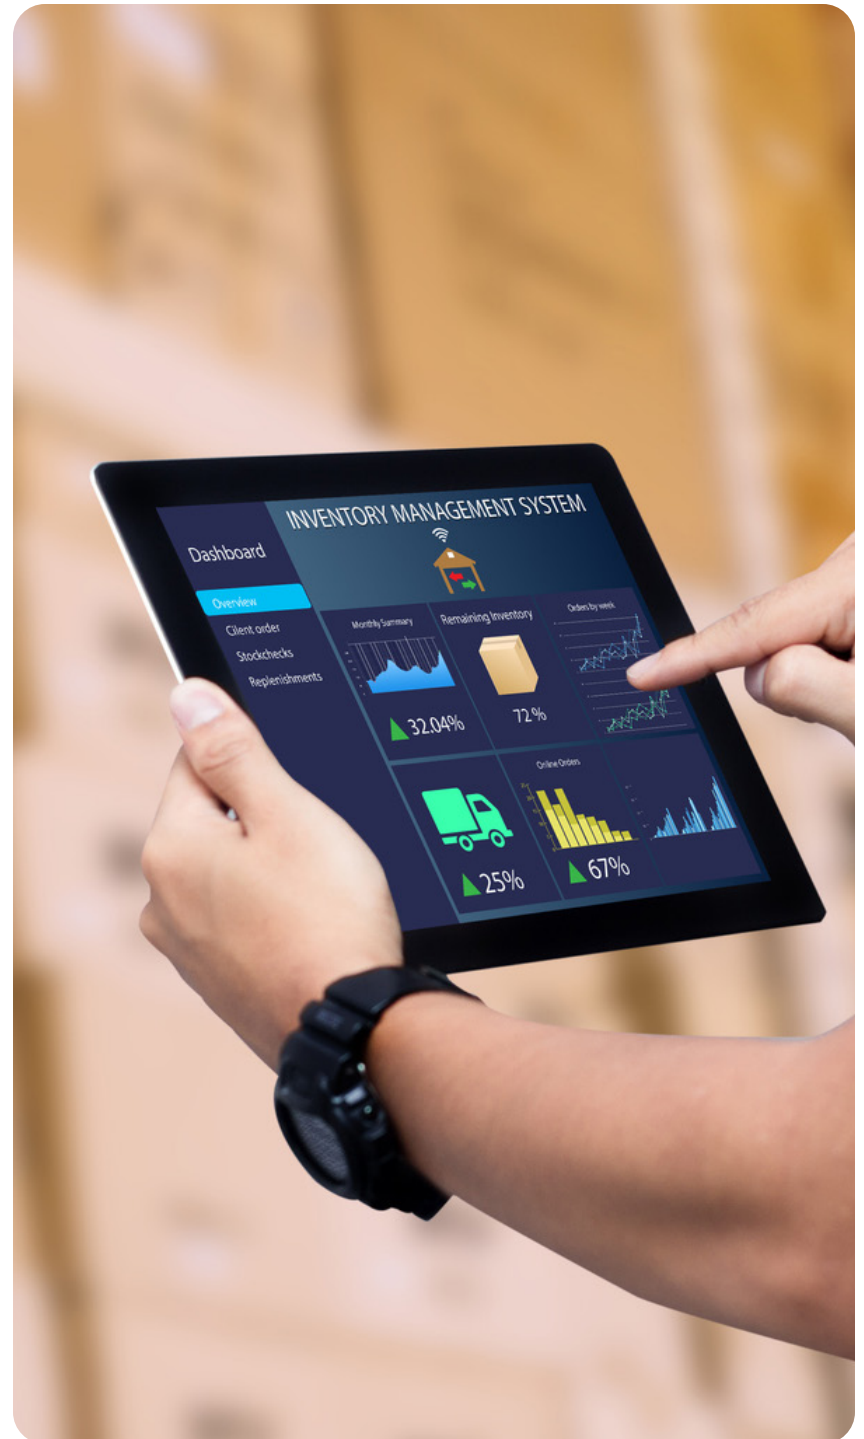 INVENTORY MANAGEMENT SYSTEM
Dashboard
Overview
Cilent order
Stockchecks
Replenishments
Monthly Summary
32.04%
Remaining Inventory
72 %
Orders by week
25%
Online Orders
67%